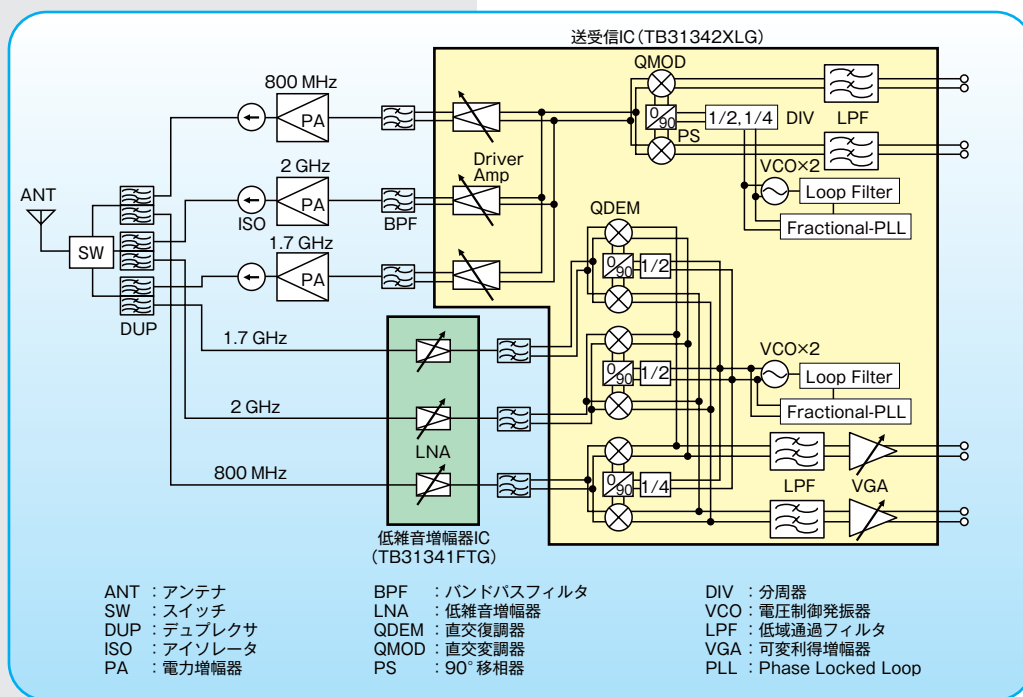 送受信IC(TB31342XLG)
800 MHz
PA
QMOD
0/90
PS
1/2, 1/4
DIV
LPF
Driver Amp
VCO×2
Loop Filter
Fractional-PLL
ANT
2 GHz
PA
ISO
BPF
SW
1.7 GHz
PA
DUP
QDEM
0/90
1/2
1.7 GHz
0/90
1/2
VCO×2
Loop Filter
Fractional-PLL
2 GHz
LNA
800 MHz
0/90
1/4
LPF
VGA
低雑音増幅器IC
(TB31341FTG)
ANT : アンテナ
SW : スイッチ
DUP : デュプレクサ
ISO : アイソレータ
PA : 電力増幅器
BPF : バンドパスフィルタ
LNA : 低雑音増幅器
QDEM : 直交復調器
QMOD : 直交変調器
PS : 90°移相器
DIV : 分周器
VCO : 電圧制御発振器
LPF : 低域通過フィルタ
VGA : 可変利得増幅器
PLL : Phase Locked Loop